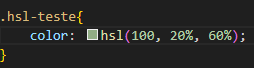 .hsl-teste{
color: hsl(100, 20%, 60%);
}